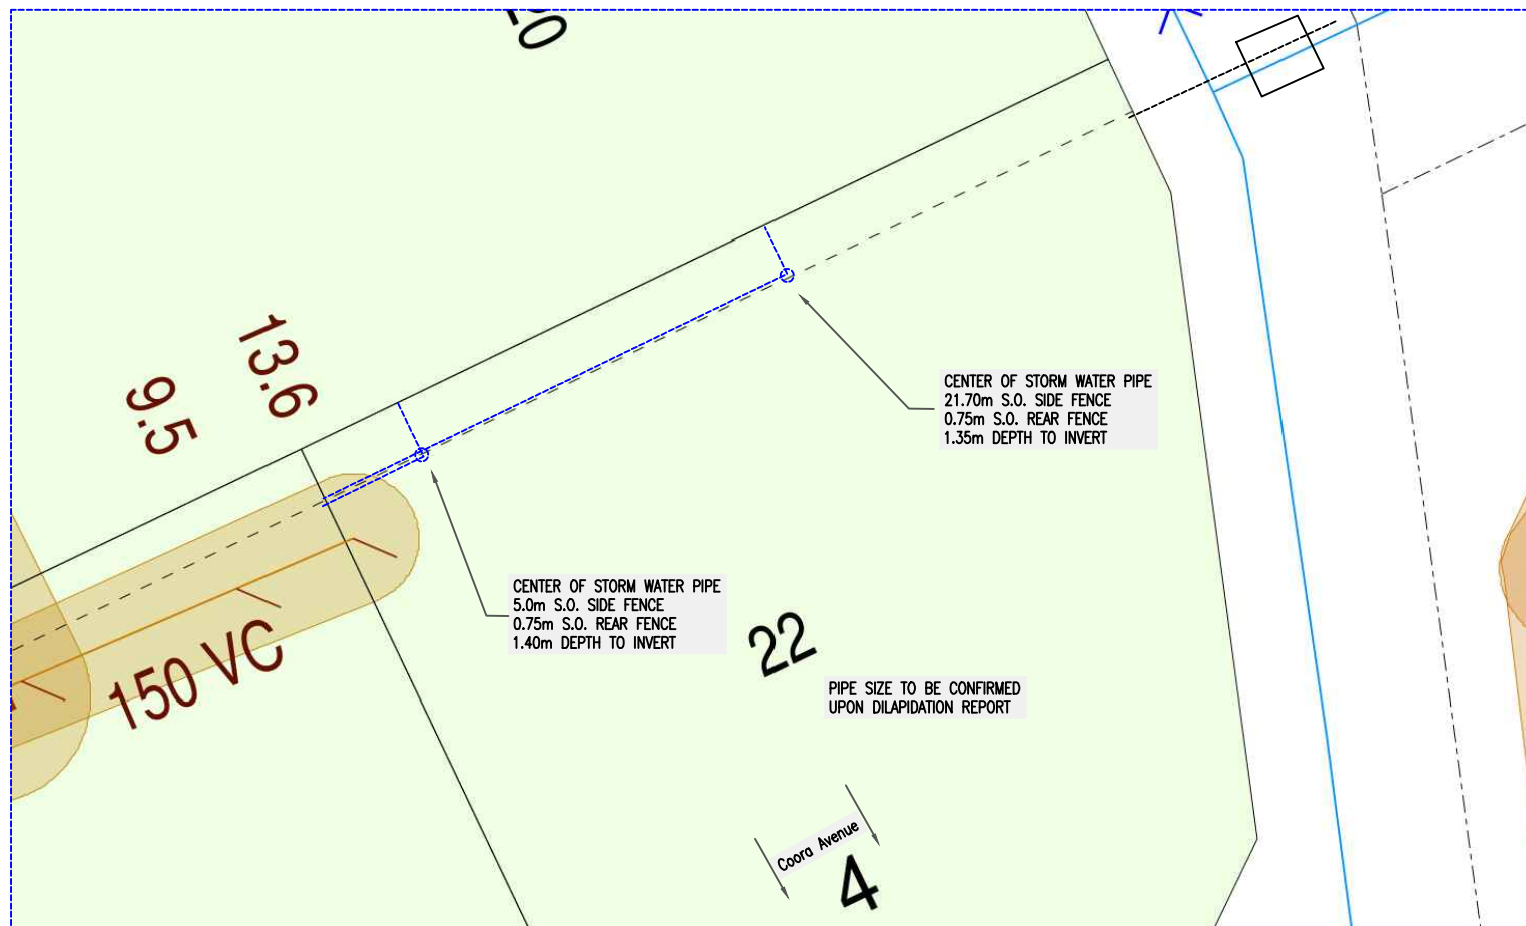 13.6
9.5
CENTER OF STORM WATER PIPE
21.70m S.O. SIDE FENCE
0.75m S.O. REAR FENCE
1.35m DEPTH TO INVERT
CENTER OF STORM WATER PIPE
5.0m S.O. SIDE FENCE
0.75m S.O. REAR FENCE
1.40m DEPTH TO INVERT
150 VC
22
PIPE SIZE TO BE CONFIRMED
UPON DILAPIDATION REPORT
Coora Avenue
4